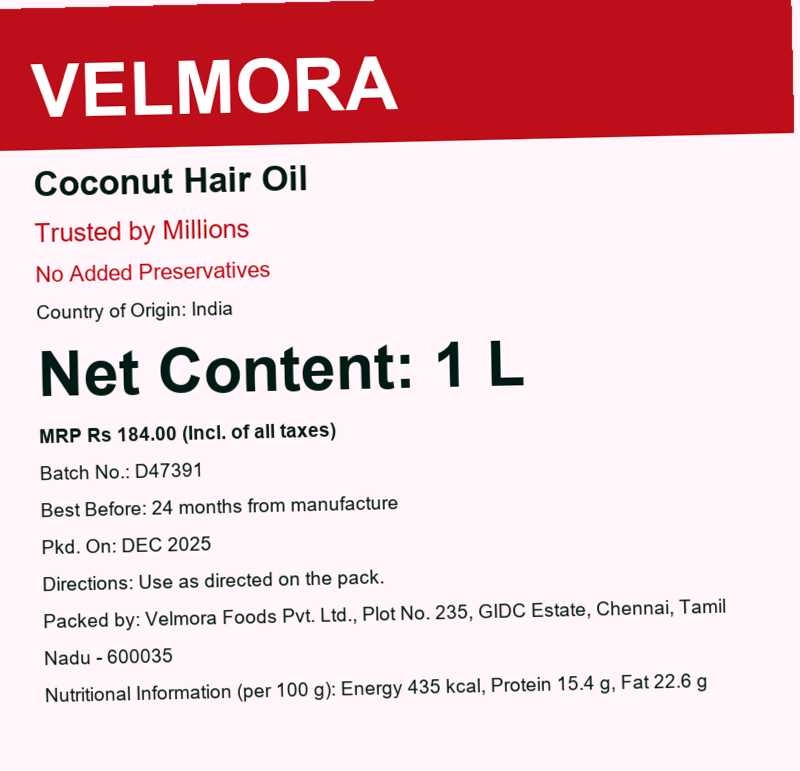 VELMORA
Coconut Hair Oil
Trusted by Millions
No Added Preservatives
Country of Origin: India
Net Content: 1 L
MRP Rs 184.00 (Incl. of all taxes)
Batch No.: D47391
Best Before: 24 months from manufacture
Pkd. On: DEC 2025
Directions: Use as directed on the pack.
Packed by: Velmora Foods Pvt. Ltd., Plot No. 235, GIDC Estate, Chennai, Tamil
Nadu - 600035
Nutritional Information (per 100 g): Energy 435 kcal, Protein 15.4 g, Fat 22.6 g